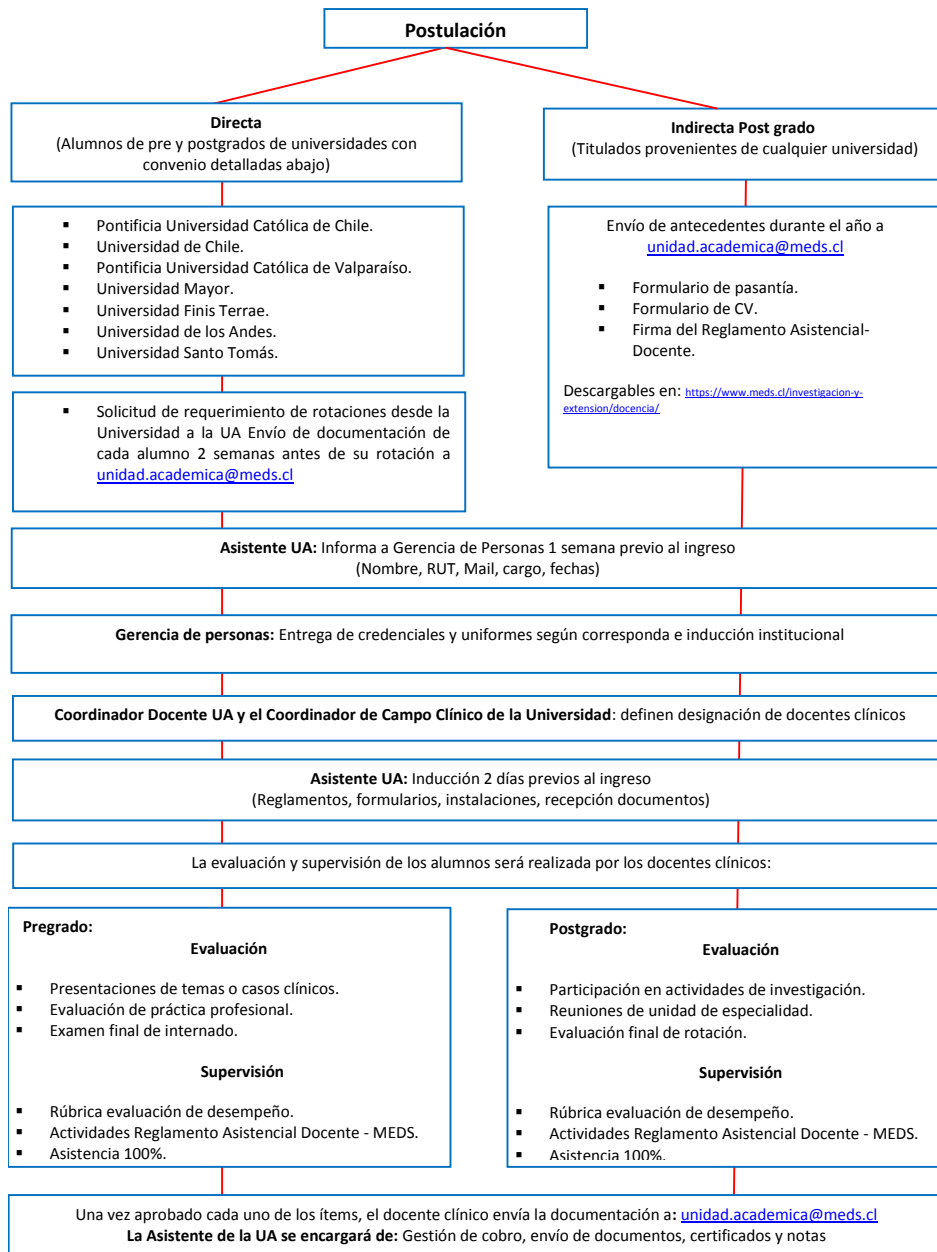 Postulación
Directa
(Alumnos de pre y postgrados de universidades con
convenio detalladas abajo)
Indirecta Post grado
(Titulados provenientes de cualquier universidad)
▪ Pontificia Universidad Católica de Chile.
▪ Universidad de Chile.
▪ Pontificia Universidad Católica de Valparaíso.
▪ Universidad Mayor.
▪ Universidad Finis Terrae.
▪ Universidad de los Andes.
▪ Universidad Santo Tomás.
Envío de antecedentes durante el año a
unidad.academica@meds.cl
▪ Formulario de pasantía.
▪ Formulario de CV.
▪ Firma del Reglamento Asistencial-
Docente.
Descargables en: https://www.meds.cl/investigacion-y-
extension/docencia/
▪ Solicitud de requerimiento de rotaciones desde la
Universidad a la UA Envío de documentación de
cada alumno 2 semanas antes de su rotación a
unidad.academica@meds.cl
Asistente UA: Informa a Gerencia de Personas 1 semana previo al ingreso
(Nombre, RUT, Mail, cargo, fechas)
Gerencia de personas: Entrega de credenciales y uniformes según corresponda e inducción institucional
Coordinador Docente UA y el Coordinador de Campo Clínico de la Universidad: definen designación de docentes clínicos
Asistente UA: Inducción 2 días previos al ingreso
(Reglamentos, formularios, instalaciones, recepción documentos)
La evaluación y supervisión de los alumnos será realizada por los docentes clínicos:
Pregrado:
Evaluación
▪ Presentaciones de temas o casos clínicos.
▪ Evaluación de práctica profesional.
▪ Examen final de internado.
Supervisión
▪ Rúbrica evaluación de desempeño.
▪ Actividades Reglamento Asistencial Docente - MEDS.
▪ Asistencia 100%.
Postgrado:
Evaluación
▪ Participación en actividades de investigación.
▪ Reuniones de unidad de especialidad.
▪ Evaluación final de rotación.
Supervisión
▪ Rúbrica evaluación de desempeño.
▪ Actividades Reglamento Asistencial Docente - MEDS.
▪ Asistencia 100%.
Una vez aprobado cada uno de los ítems, el docente clínico envía la documentación a: unidad.academica@meds.cl
La Asistente de la UA se encargará de: Gestión de cobro, envío de documentos, certificados y notas